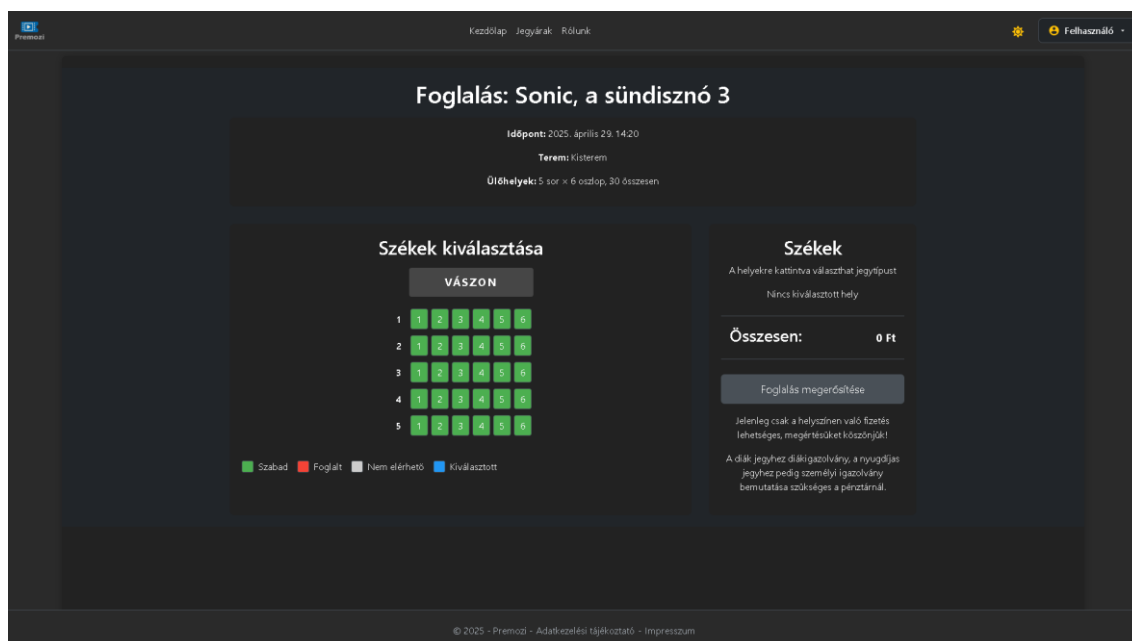 Premozi
Kezdőlap Jegyárak Rólunk
Felhasználó
Foglalás: Sonic, a sündisznó 3
Időpont: 2025. április 29. 14:20
Terem: Kisterem
Ülőhelyek: 5 sor × 6 oszlop, 30 összesen
Székek kiválasztása
VÁSZON
1 1 2 3 4 5 6
2 1 2 3 4 5 6
3 1 2 3 4 5 6
4 1 2 3 4 5 6
5 1 2 3 4 5 6
Szabad Foglalt Nem elérhető Kiválasztott
Székek
A helyekre kattintva választhat jegytípust
Nincs kiválasztott hely
Összesen: 0 Ft
Foglalás megerősítése
Jelenleg csak a helyszínen való fizetés
lehetséges, megértésüket köszönjük!
A diák jegyhez diákigazolvány, a nyugdíjas
jegyhez pedig személyi igazolvány
bemutatása szükséges a pénztárnál.
© 2025 - Premozi - Adatkezelési tájékoztató - Impresszum